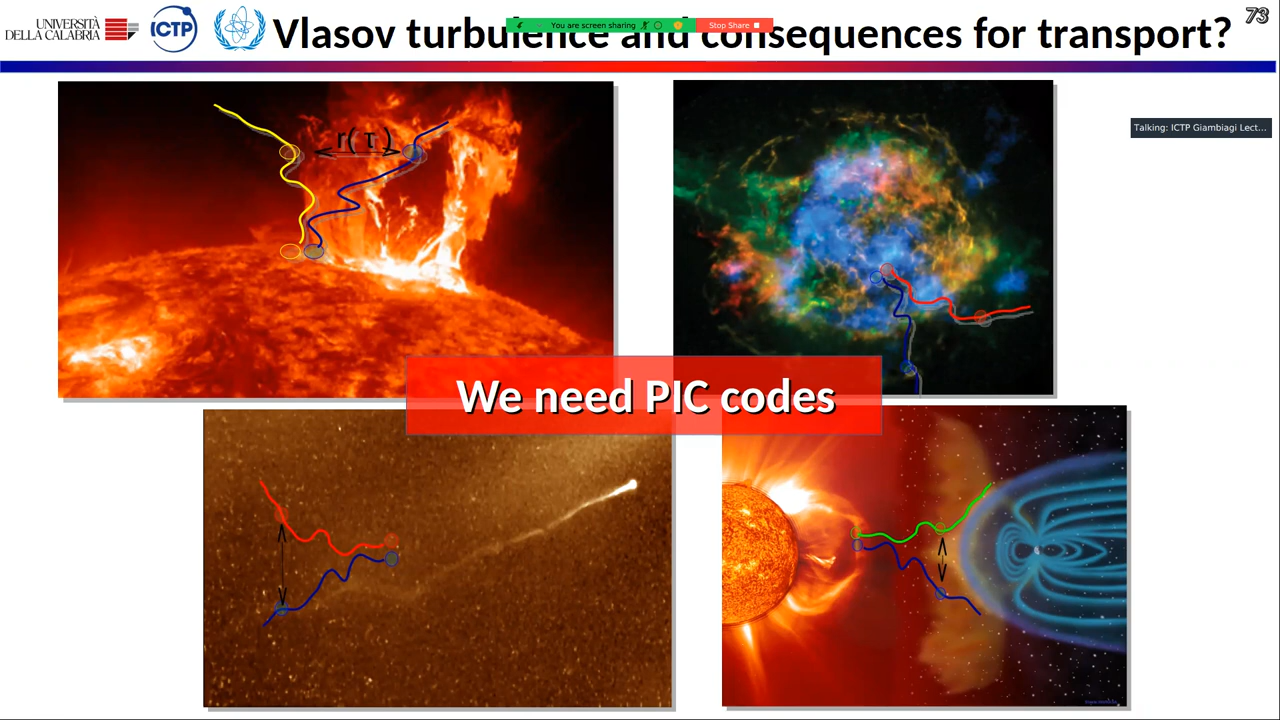 UNIVERSITÀ
DELLA CALABRIA
ICTP
Vlasov turbulence and consequences for transport?
73
You are screen sharing
Stop Share
Talking: ICTP Giambiagi Lect...
r( τ )
We need PIC codes